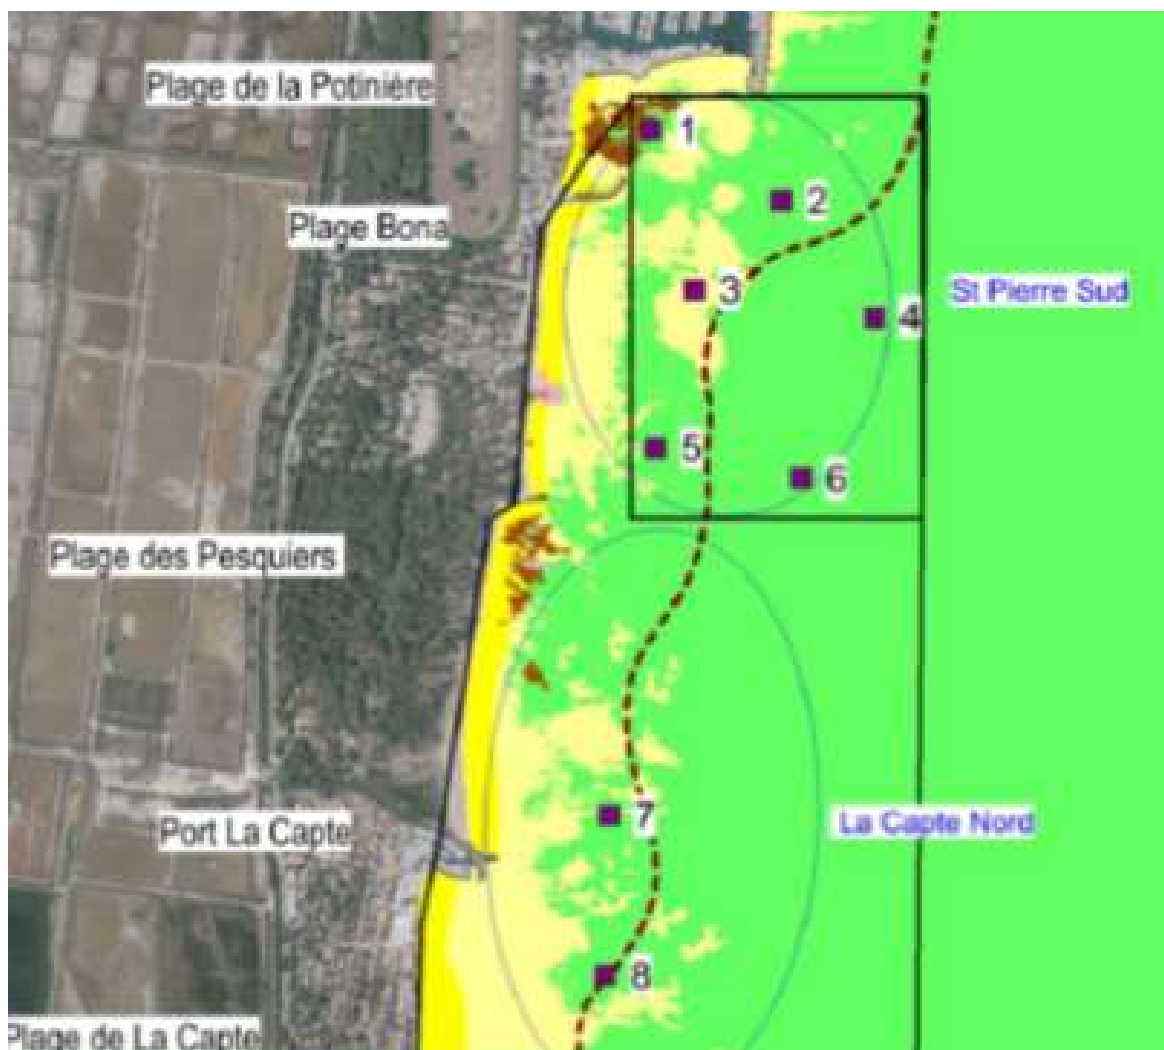 Plage de la Potinière
1
2
Plage Bona
3
St Pierre Sud
4
5
6
Plage des Pesquiers
7
Port La Capte
La Capte Nord
8
Plage de La Capte